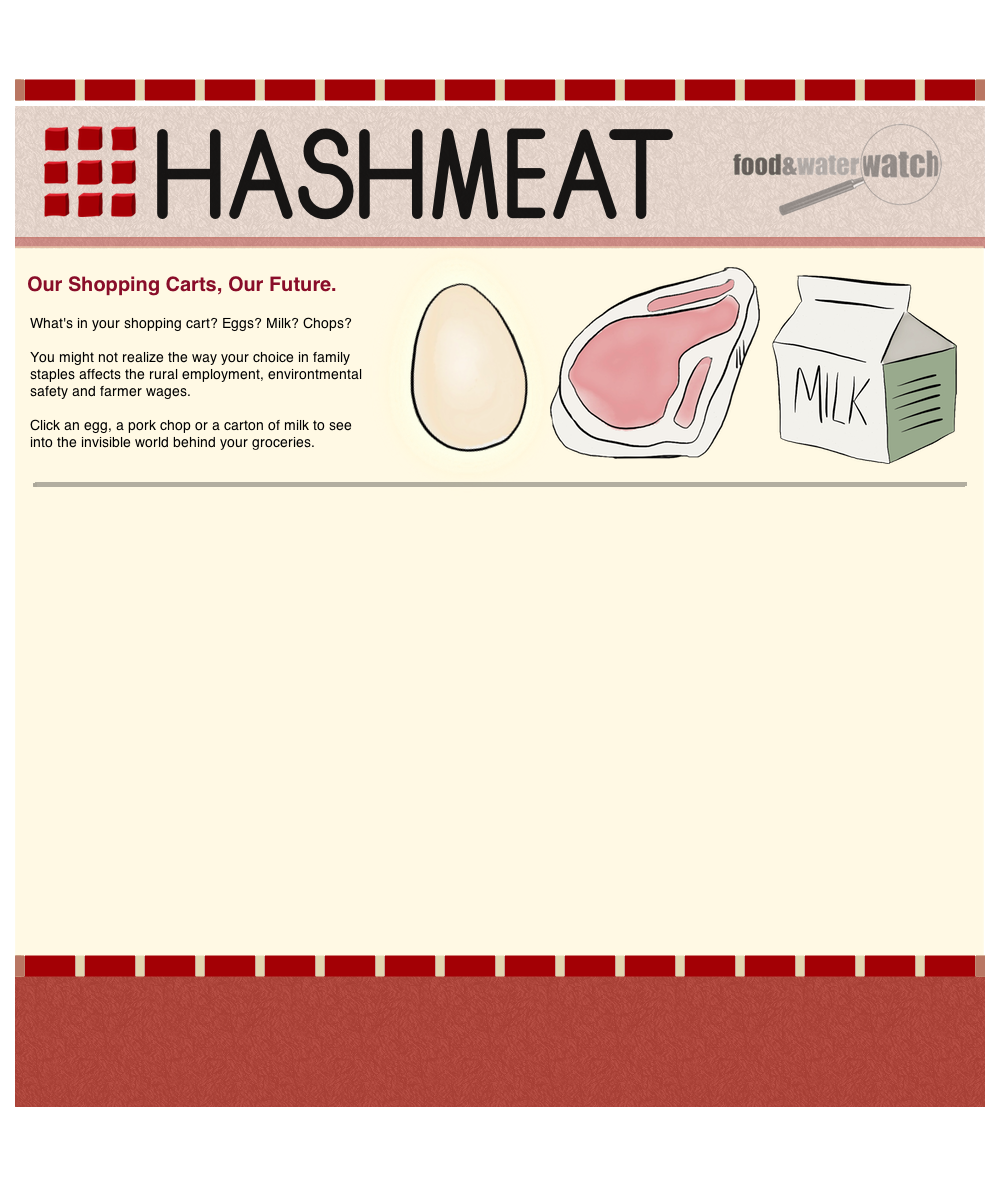 HASHMEAT
food&waterwatch
Our Shopping Carts, Our Future.
What's in your shopping cart? Eggs? Milk? Chops?
You might not realize the way your choice in family
staples affects the rural employment, environtmental
safety and farmer wages.
Click an egg, a pork chop or a carton of milk to see
into the invisible world behind your groceries.
MILK